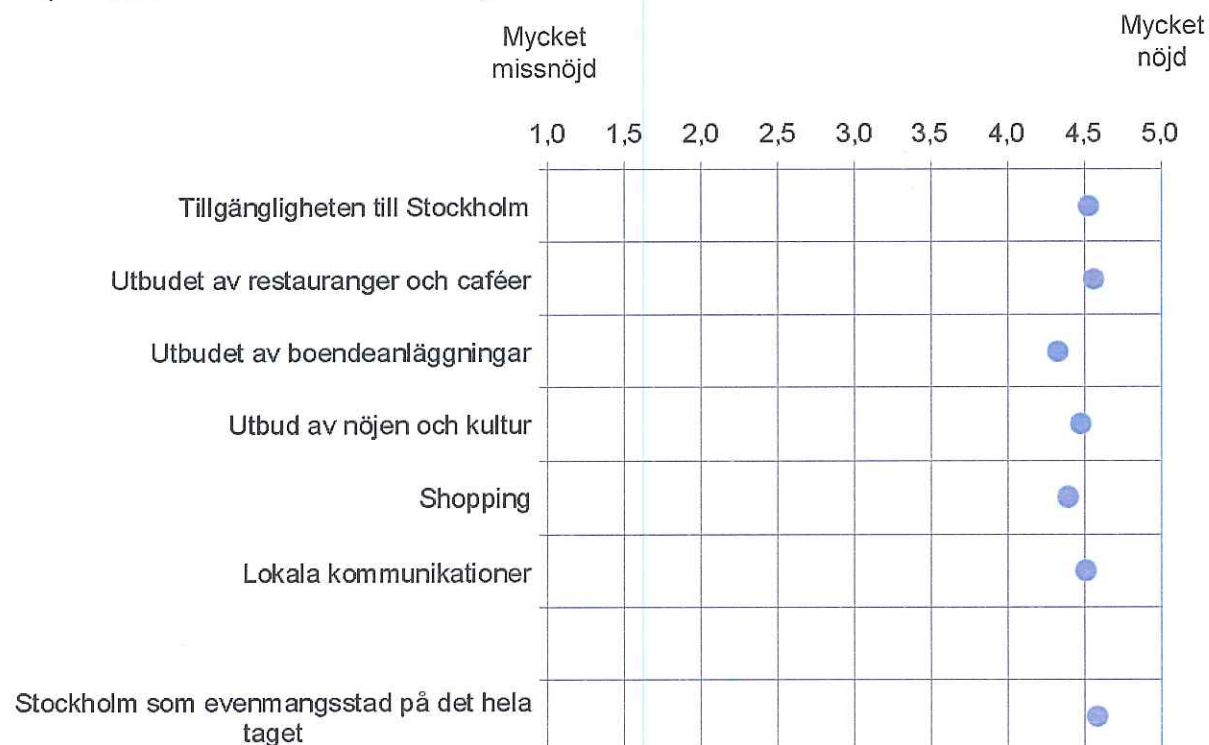 Mycket
missnöjd
Mycket
nöjd
1,0 1,5 2,0 2,5 3,0 3,5 4,0 4,5 5,0
Tillgängligheten till Stockholm
Utbudet av restauranger och caféer
Utbudet av boendeanläggningar
Utbud av nöjen och kultur
Shopping
Lokala kommunikationer
Stockholm som evenmangsstad på det hela
taget